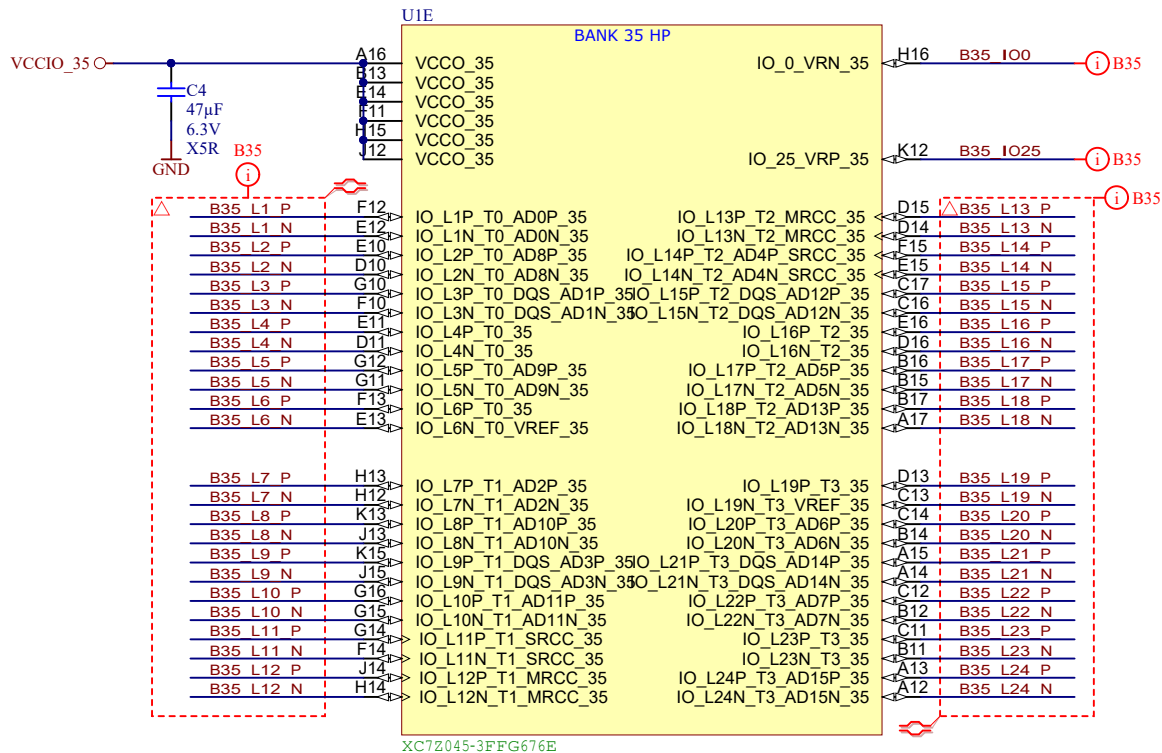 U1E
BANK 35 HP
VCCIO_35
A16 VCCO_35 IO_0_VRN_35 H16 B35_IO0 i B35
B13 VCCO_35
E14 VCCO_35
F11 VCCO_35
H15 VCCO_35
J12 VCCO_35 IO_25_VRP_35 K12 B35_IO25 i B35
C4
47µF
6.3V
X5R
GND
B35
i
i B35
B35_L1_P F12 IO_L1P_T0_AD0P_35 IO_L13P_T2_MRCC_35 D15 B35_L13_P
B35_L1_N E12 IO_L1N_T0_AD0N_35 IO_L13N_T2_MRCC_35 D14 B35_L13_N
B35_L2_P E10 IO_L2P_T0_AD8P_35 IO_L14P_T2_AD4P_SRCC_35 F15 B35_L14_P
B35_L2_N D10 IO_L2N_T0_AD8N_35 IO_L14N_T2_AD4N_SRCC_35 E15 B35_L14_N
B35_L3_P G10 IO_L3P_T0_DQS_AD1P_35 IO_L15P_T2_DQS_AD12P_35 C17 B35_L15_P
B35_L3_N F10 IO_L3N_T0_DQS_AD1N_35 IO_L15N_T2_DQS_AD12N_35 C16 B35_L15_N
B35_L4_P E11 IO_L4P_T0_35 IO_L16P_T2_35 E16 B35_L16_P
B35_L4_N D11 IO_L4N_T0_35 IO_L16N_T2_35 D16 B35_L16_N
B35_L5_P G12 IO_L5P_T0_AD9P_35 IO_L17P_T2_AD5P_35 B16 B35_L17_P
B35_L5_N G11 IO_L5N_T0_AD9N_35 IO_L17N_T2_AD5N_35 B15 B35_L17_N
B35_L6_P F13 IO_L6P_T0_35 IO_L18P_T2_AD13P_35 B17 B35_L18_P
B35_L6_N E13 IO_L6N_T0_VREF_35 IO_L18N_T2_AD13N_35 A17 B35_L18_N
B35_L7_P H13 IO_L7P_T1_AD2P_35 IO_L19P_T3_35 D13 B35_L19_P
B35_L7_N H12 IO_L7N_T1_AD2N_35 IO_L19N_T3_VREF_35 C13 B35_L19_N
B35_L8_P K13 IO_L8P_T1_AD10P_35 IO_L20P_T3_AD6P_35 C14 B35_L20_P
B35_L8_N J13 IO_L8N_T1_AD10N_35 IO_L20N_T3_AD6N_35 B14 B35_L20_N
B35_L9_P K15 IO_L9P_T1_DQS_AD3P_35 IO_L21P_T3_DQS_AD14P_35 A15 B35_L21_P
B35_L9_N J15 IO_L9N_T1_DQS_AD3N_35 IO_L21N_T3_DQS_AD14N_35 A14 B35_L21_N
B35_L10_P G16 IO_L10P_T1_AD11P_35 IO_L22P_T3_AD7P_35 C12 B35_L22_P
B35_L10_N G15 IO_L10N_T1_AD11N_35 IO_L22N_T3_AD7N_35 B12 B35_L22_N
B35_L11_P G14 IO_L11P_T1_SRCC_35 IO_L23P_T3_35 C11 B35_L23_P
B35_L11_N F14 IO_L11N_T1_SRCC_35 IO_L23N_T3_35 B11 B35_L23_N
B35_L12_P J14 IO_L12P_T1_MRCC_35 IO_L24P_T3_AD15P_35 A13 B35_L24_P
B35_L12_N H14 IO_L12N_T1_MRCC_35 IO_L24N_T3_AD15N_35 A12 B35_L24_N
XC7Z045-3FFG676E